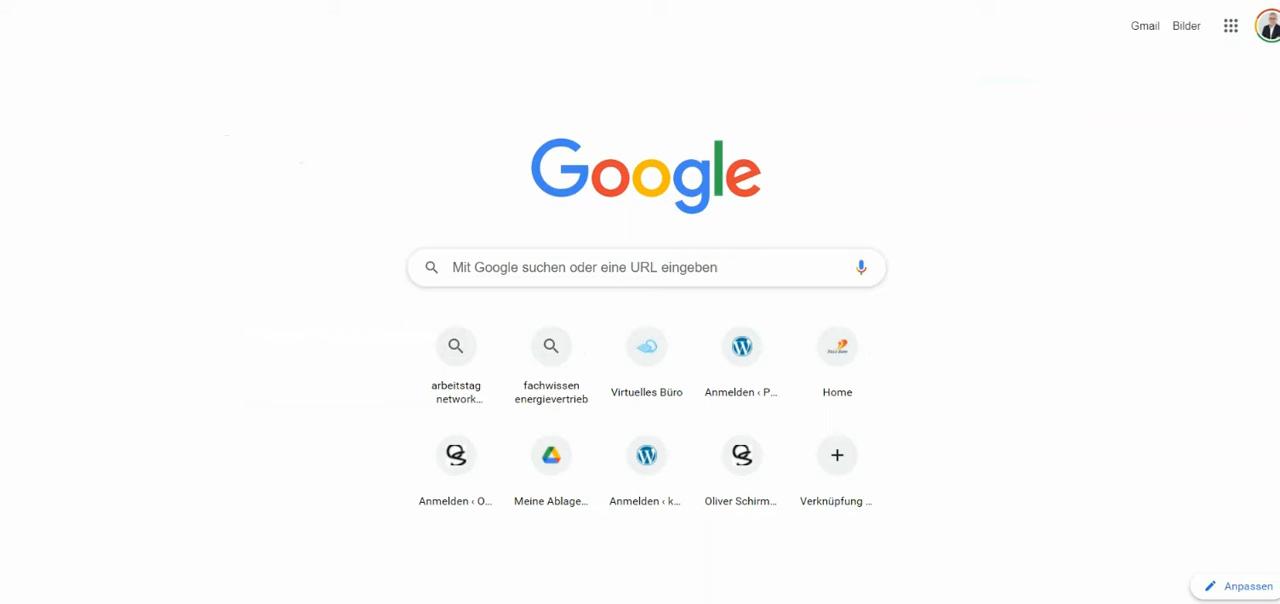 Gmail Bilder
Google
Mit Google suchen oder eine URL eingeben
arbeitstag
network...
fachwissen
energievertrieb
Virtuelles Büro
Anmelden ‹ P...
Home
Anmelden ‹ O...
Meine Ablage...
Anmelden ‹ k...
Oliver Schirm...
Verknüpfung ...
Anpassen